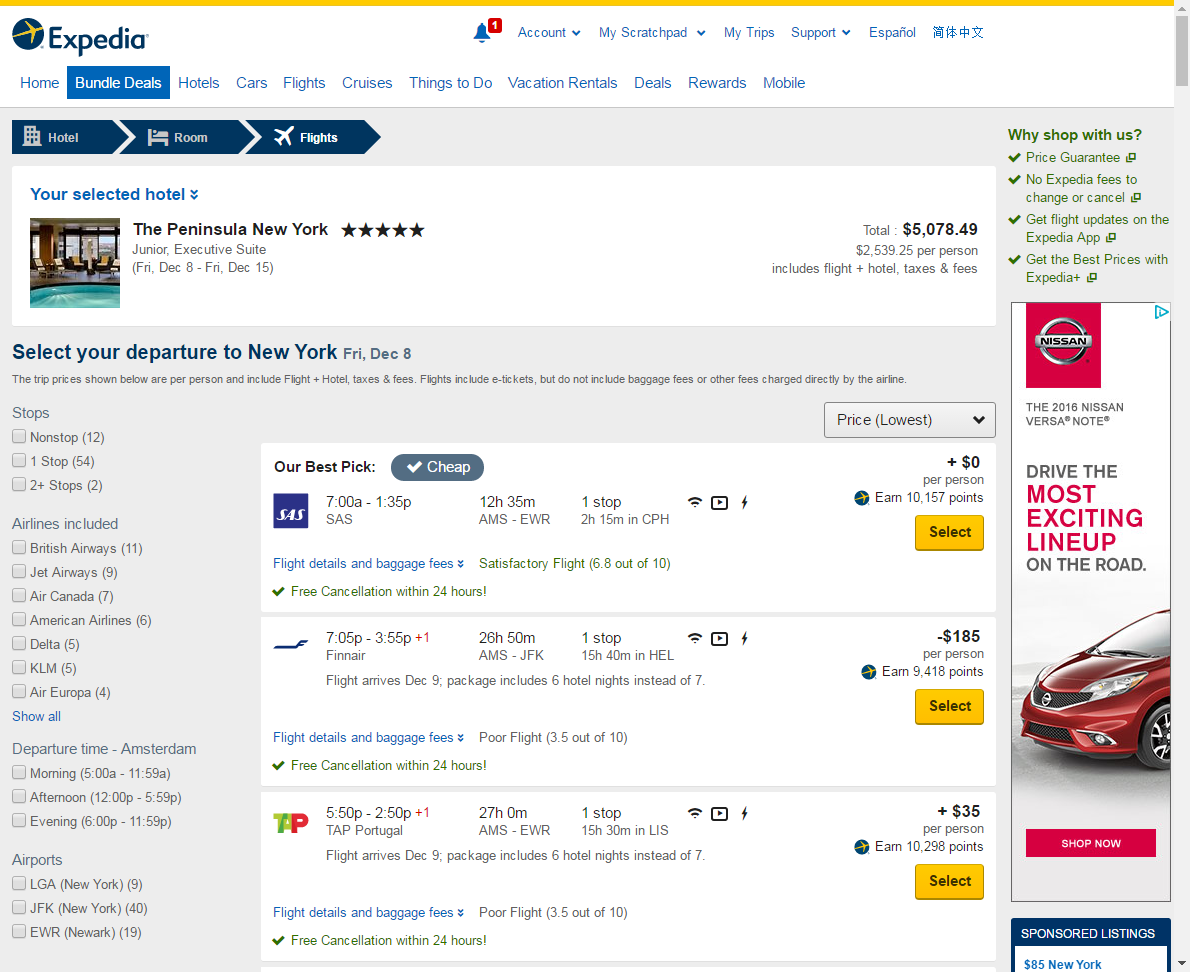 Expedia
1
Account
My Scratchpad
My Trips
Support
Español
简体中文
Home
Bundle Deals
Hotels
Cars
Flights
Cruises
Things to Do
Vacation Rentals
Deals
Rewards
Mobile
Hotel
Room
Flights
Your selected hotel
The Peninsula New York
Junior, Executive Suite
(Fri, Dec 8 - Fri, Dec 15)
Total : $5,078.49
$2,539.25 per person
includes flight + hotel, taxes & fees
Select your departure to New York Fri, Dec 8
The trip prices shown below are per person and include Flight + Hotel, taxes & fees. Flights include e-tickets, but do not include baggage fees or other fees charged directly by the airline.
Stops
Nonstop (12)
1 Stop (54)
2+ Stops (2)
Airlines included
British Airways (11)
Jet Airways (9)
Air Canada (7)
American Airlines (6)
Delta (5)
KLM (5)
Air Europa (4)
Show all
Departure time - Amsterdam
Morning (5:00a - 11:59a)
Afternoon (12:00p - 5:59p)
Evening (6:00p - 11:59p)
Airports
LGA (New York) (9)
JFK (New York) (40)
EWR (Newark) (19)
Price (Lowest)
Our Best Pick: Cheap
SAS
7:00a - 1:35p
SAS
12h 35m
AMS - EWR
1 stop
2h 15m in CPH
+ $0
per person
Earn 10,157 points
Select
Flight details and baggage fees
Satisfactory Flight (6.8 out of 10)
Free Cancellation within 24 hours!
7:05p - 3:55p +1
Finnair
26h 50m
AMS - JFK
1 stop
15h 40m in HEL
Flight arrives Dec 9; package includes 6 hotel nights instead of 7.
-$185
per person
Earn 9,418 points
Select
Flight details and baggage fees
Poor Flight (3.5 out of 10)
Free Cancellation within 24 hours!
TAP
5:50p - 2:50p +1
TAP Portugal
27h 0m
AMS - EWR
1 stop
15h 30m in LIS
Flight arrives Dec 9; package includes 6 hotel nights instead of 7.
+ $35
per person
Earn 10,298 points
Select
Flight details and baggage fees
Poor Flight (3.5 out of 10)
Free Cancellation within 24 hours!
Why shop with us?
Price Guarantee
No Expedia fees to
change or cancel
Get flight updates on the
Expedia App
Get the Best Prices with
Expedia+
NISSAN
THE 2016 NISSAN
VERSA® NOTE®
DRIVE THE
MOST
EXCITING
LINEUP
ON THE ROAD.
SHOP NOW
SPONSORED LISTINGS
$85 New York